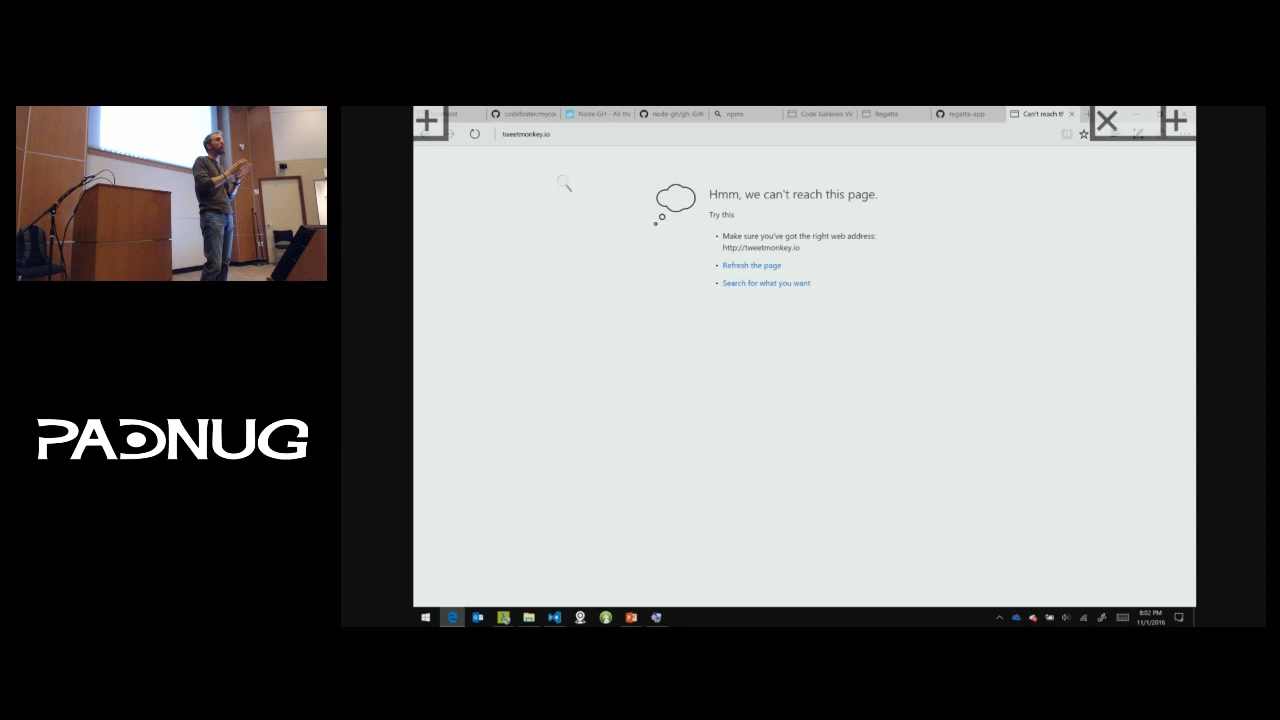 codefoster/myco
Node GH - All the
node-gh/gh: GitH
npms
Code Galaxies Vi
Regatta
regatta-app
Can't reach th
tweetmonkey.io
Hmm, we can't reach this page.
Try this
• Make sure you've got the right web address:
http://tweetmonkey.io
• Refresh the page
• Search for what you want
PADNUG
8:02 PM
11/1/2016